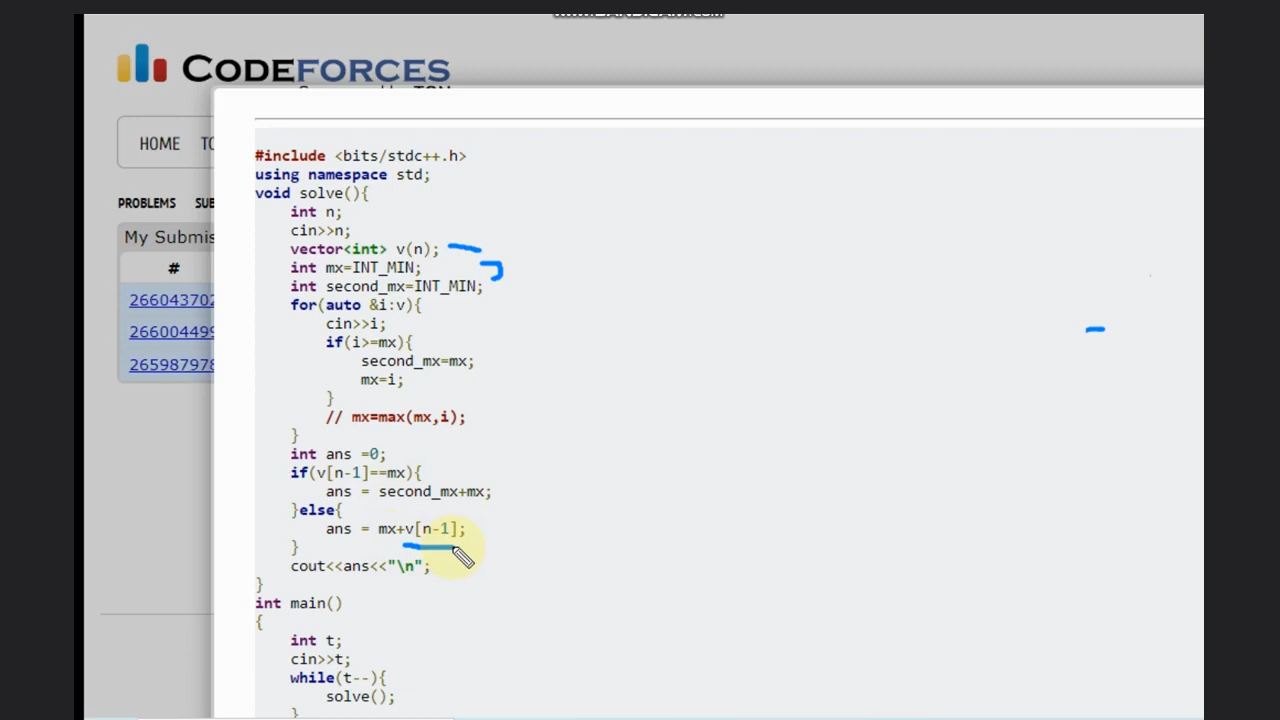 CODEFORCES
HOME
PROBLEMS
My Submis
#
266043702
266004499
265987978
#include <bits/stdc++.h>
using namespace std;
void solve(){
int n;
cin>>n;
vector<int> v(n);
int mx=INT_MIN;
int second_mx=INT_MIN;
for(auto &i:v){
cin>>i;
if(i>=mx){
second_mx=mx;
mx=i;
}
// mx=max(mx,i);
}
int ans =0;
if(v[n-1]==mx){
ans = second_mx+mx;
}else{
ans = mx+v[n-1];
}
cout<<ans<<"\n";
}
int main()
{
int t;
cin>>t;
while(t--){
solve();
}